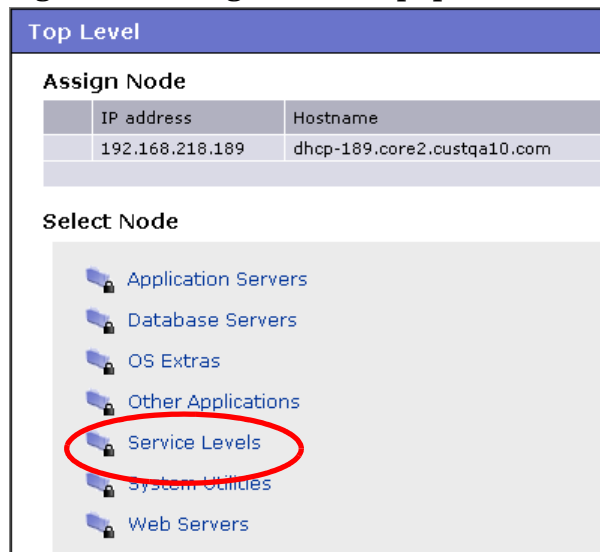 Top Level
Assign Node
IP address Hostname
192.168.218.189 dhcp-189.core2.custqa10.com
Select Node
Application Servers
Database Servers
OS Extras
Other Applications
Service Levels
System Utilities
Web Servers